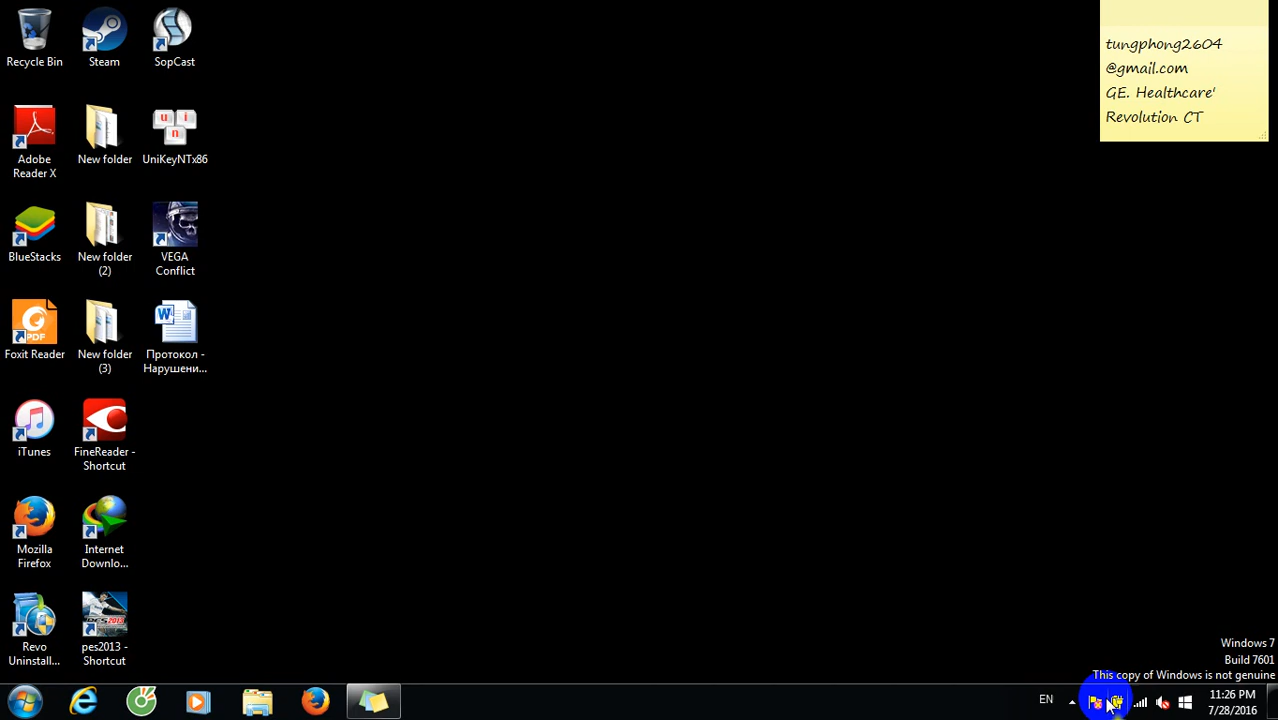 Recycle Bin
Steam
SopCast
Adobe
Reader X
New folder
u
i
n
UniKeyNTx86
BlueStacks
New folder
(2)
VEGA
Conflict
PDF
Foxit Reader
New folder
(3)
W
Протокол -
Нарушени...
iTunes
FineReader -
Shortcut
Mozilla
Firefox
Internet
Downlo...
Revo
Uninstall...
PES 2013
pes2013 -
Shortcut
tungphong2604
@gmail.com
GE. Healthcare'
Revolution CT
Windows 7
Build 7601
This copy of Windows is not genuine
EN
11:26 PM
7/28/2016